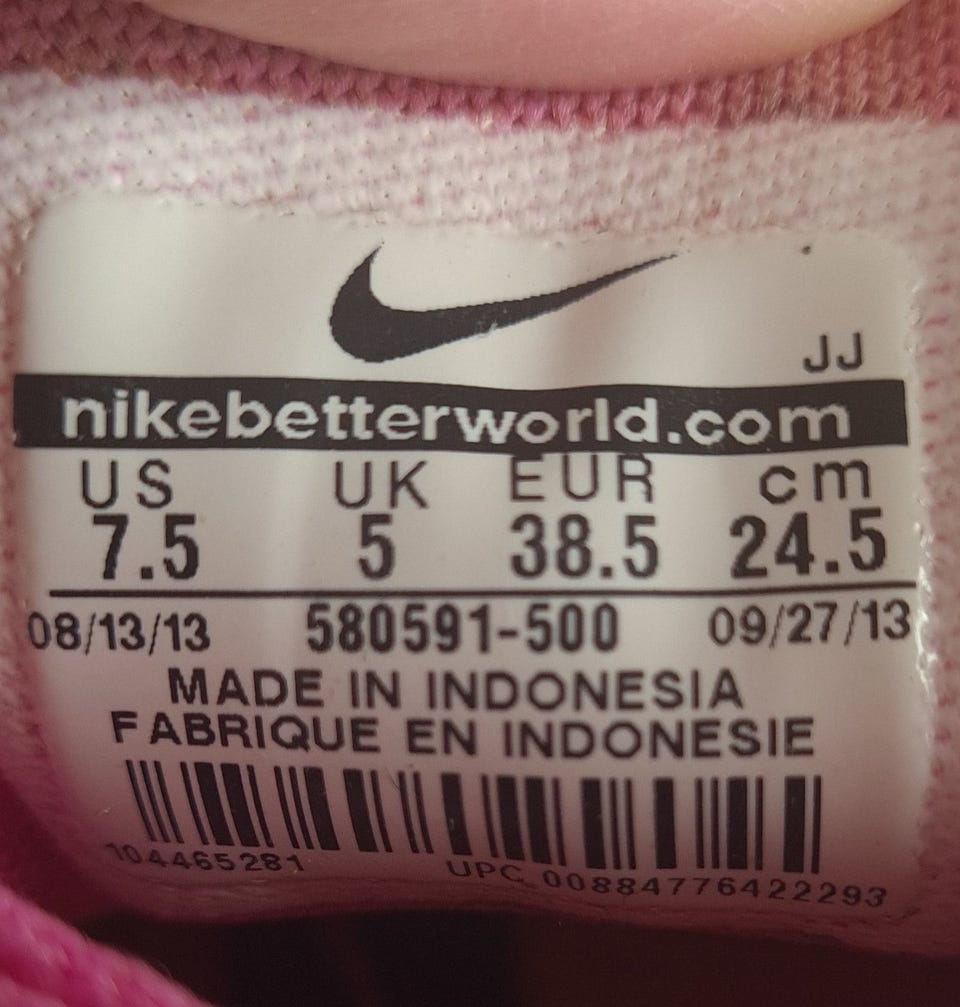 JJ
nikebetterworld.com
US UK EUR cm
7.5 5 38.5 24.5
08/13/13 580591-500 09/27/13
MADE IN INDONESIA
FABRIQUE EN INDONESIE
104465281 UPC 00884776422293